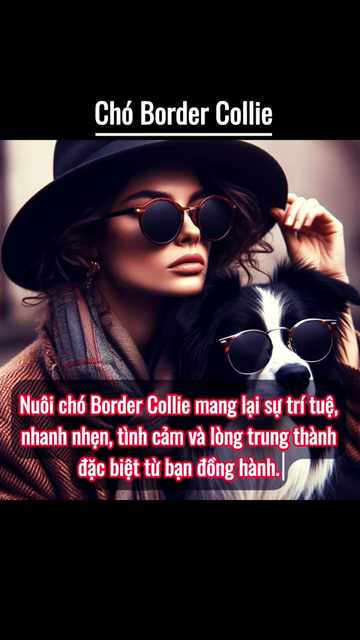 Chó Border Collie
Nuôi chó Border Collie mang lại sự trí tuệ,
nhanh nhẹn, tình cảm và lòng trung thành
đặc biệt từ bạn đồng hành.